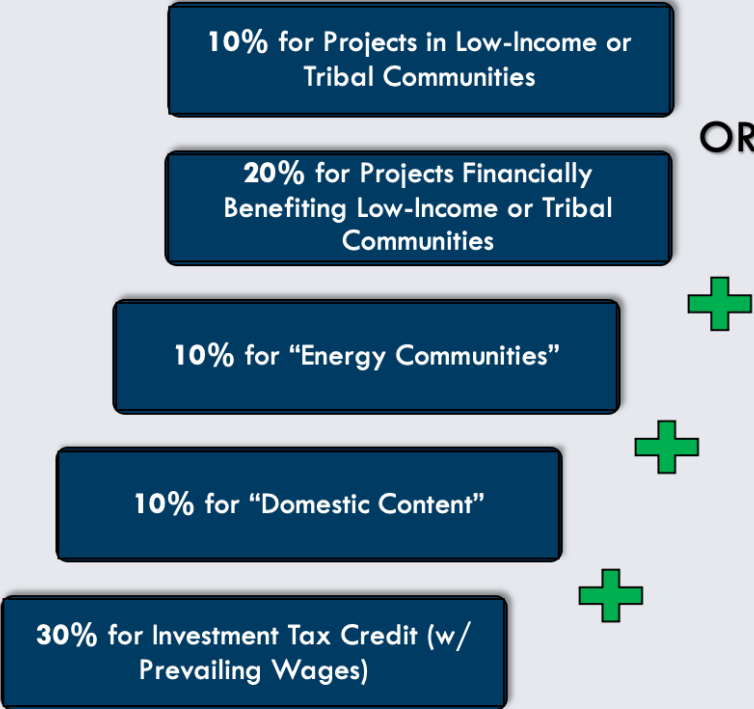 10% for Projects in Low-Income or
Tribal Communities
OR
20% for Projects Financially
Benefiting Low-Income or Tribal
Communities
10% for “Energy Communities”
10% for “Domestic Content”
30% for Investment Tax Credit (w/
Prevailing Wages)